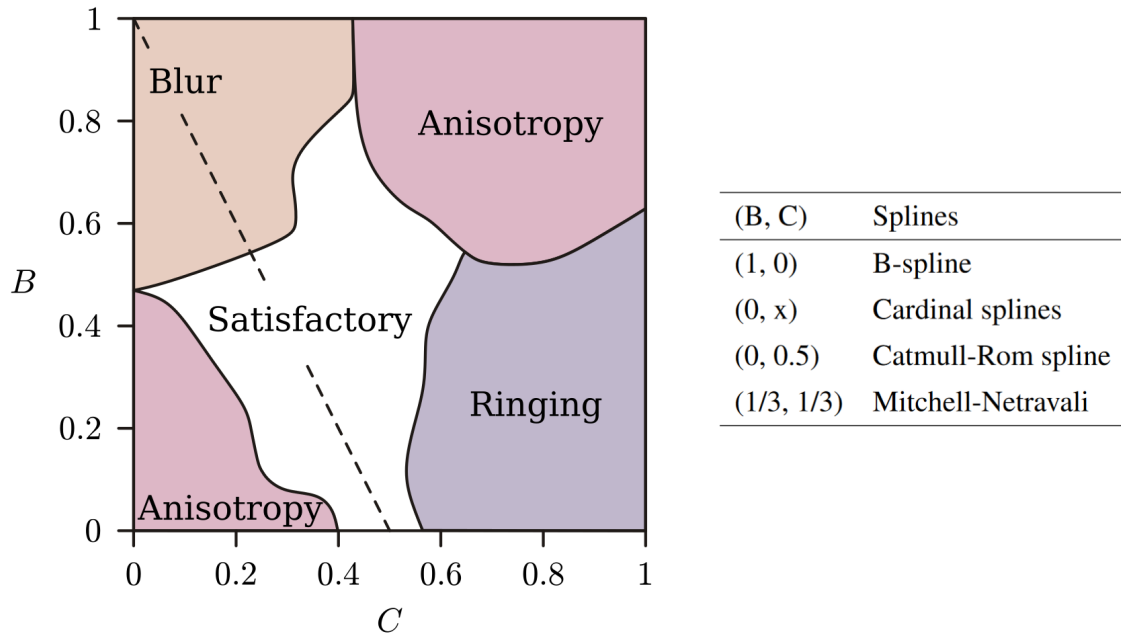 1
0.8
0.6
0.4
0.2
0
B
Blur
Anisotropy
Satisfactory
Ringing
Anisotropy
0 0.2 0.4 0.6 0.8 1
C
(B, C) Splines
(1, 0) B-spline
(0, x) Cardinal splines
(0, 0.5) Catmull-Rom spline
(1/3, 1/3) Mitchell-Netravali